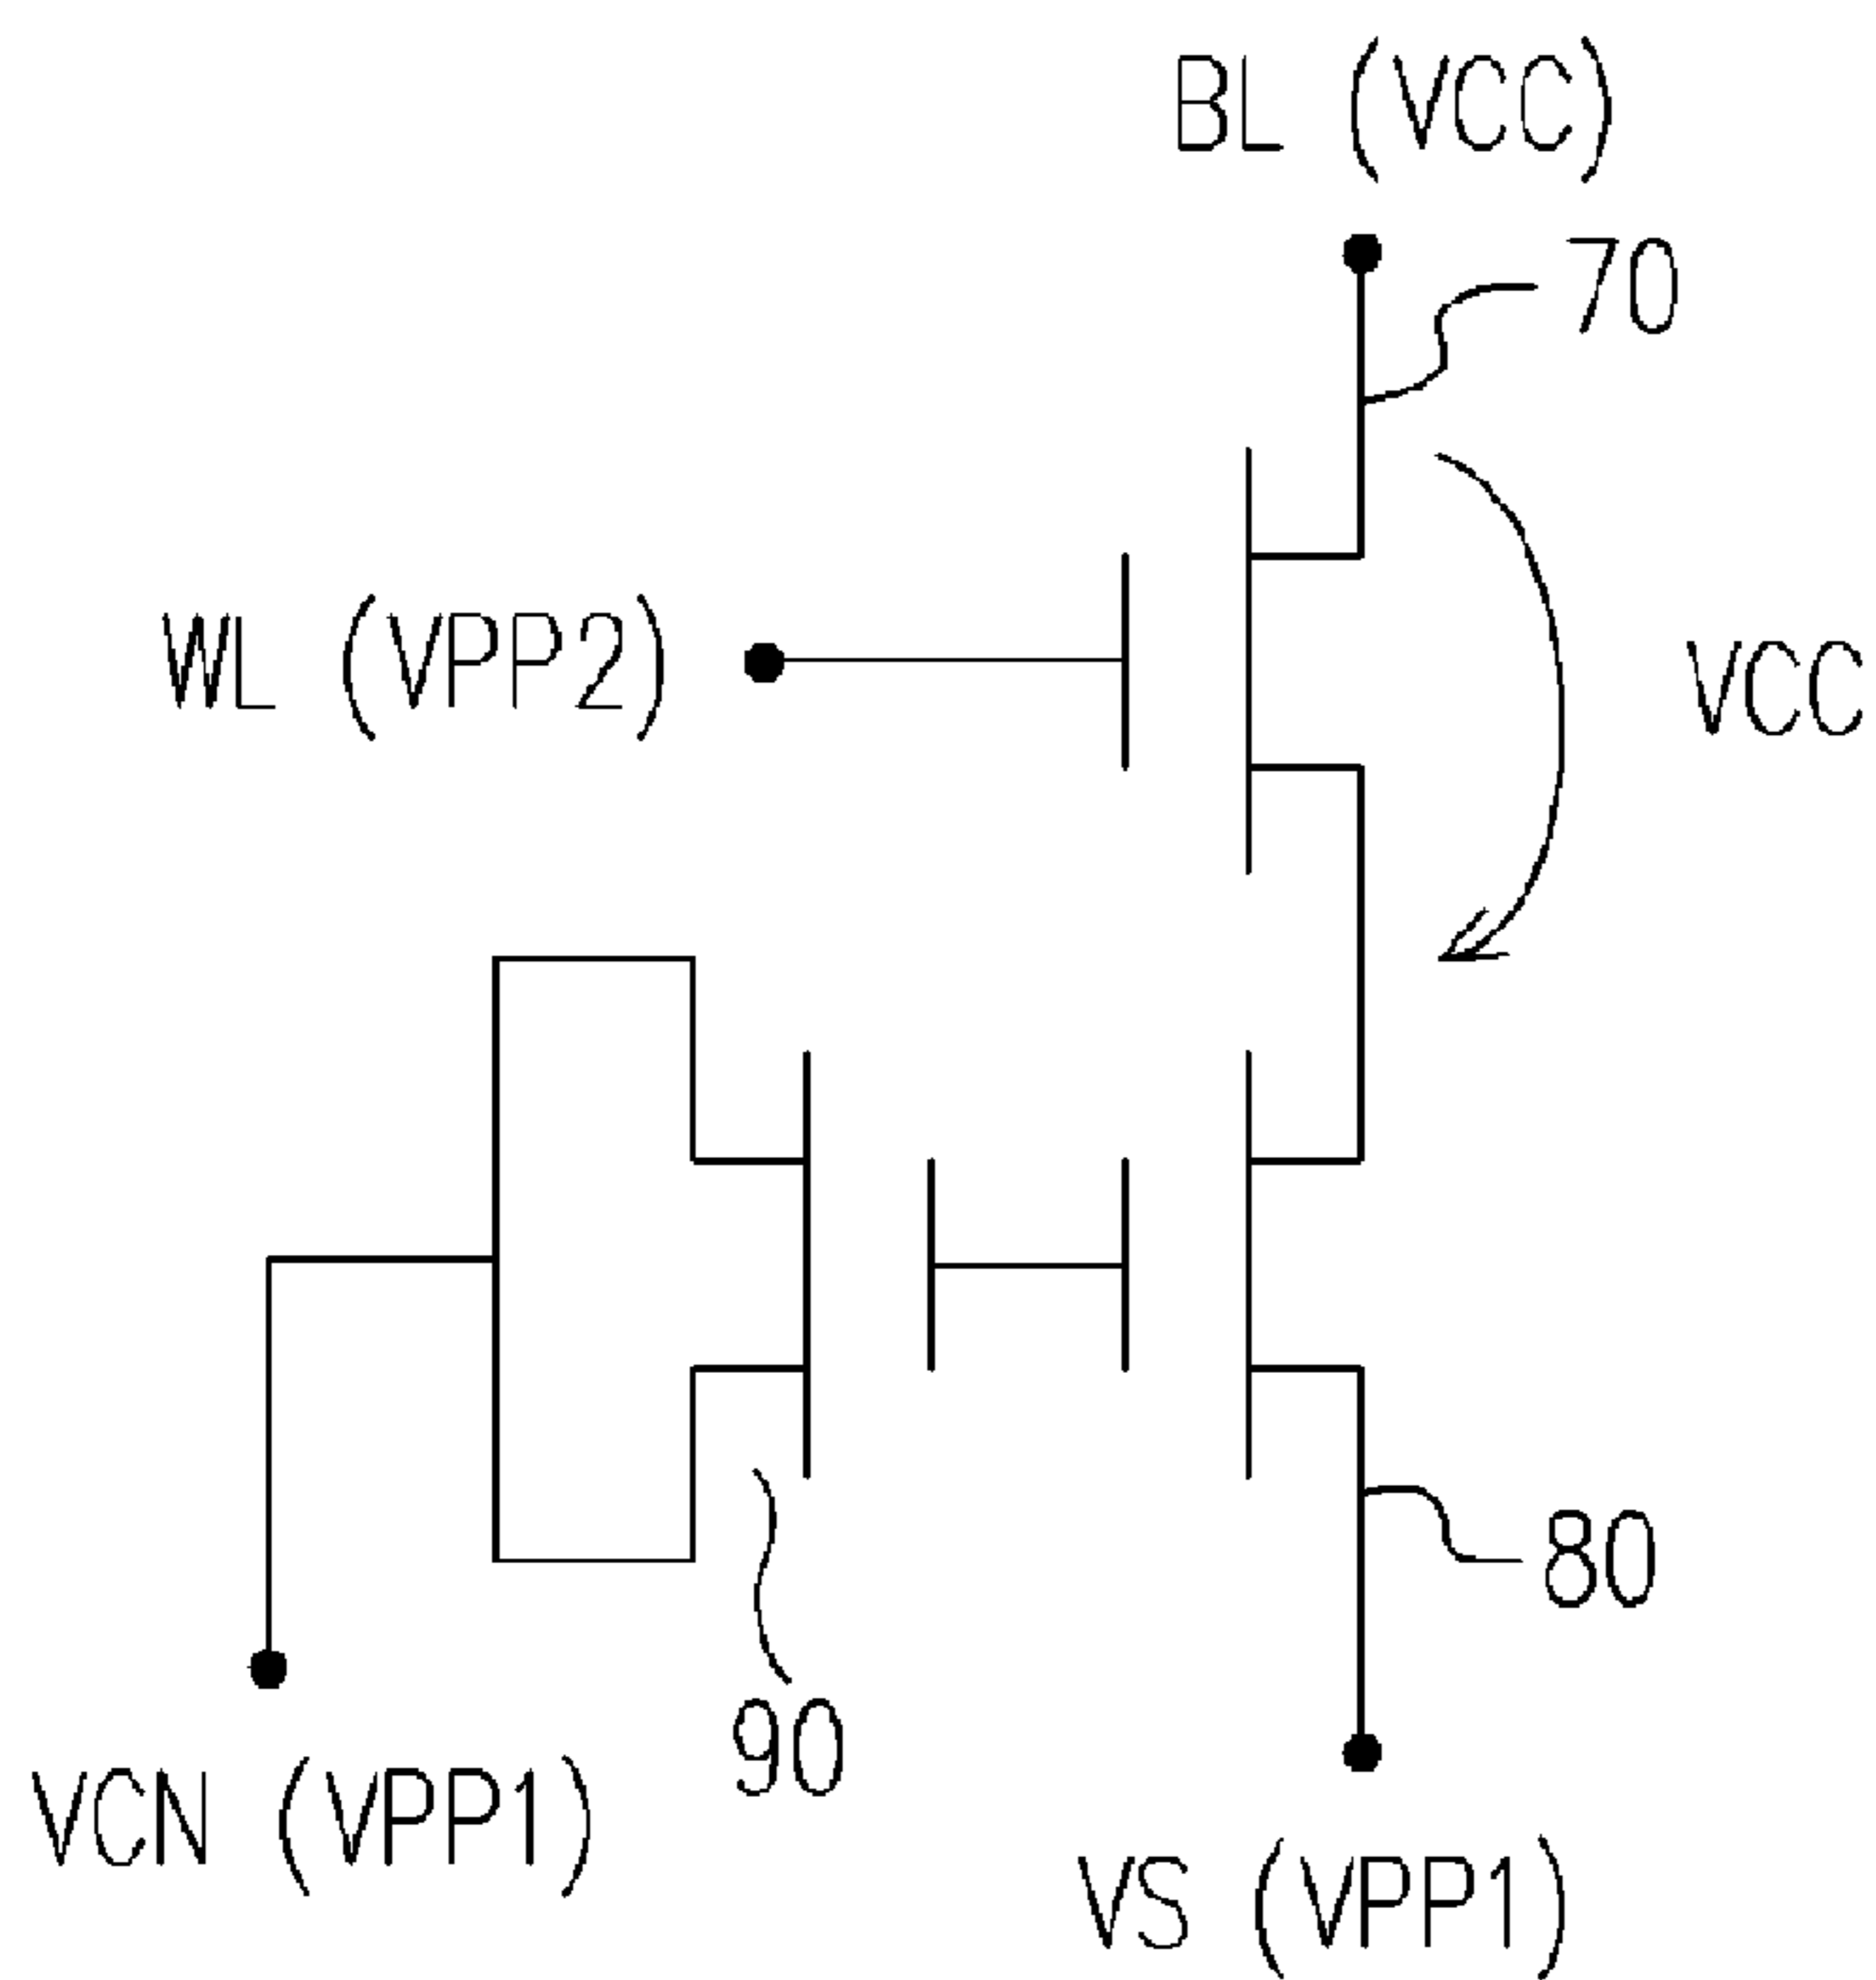 BL (VCC)
70
WL (VPP2)
VCC
80
90
VCN (VPP1)
VS (VPP1)